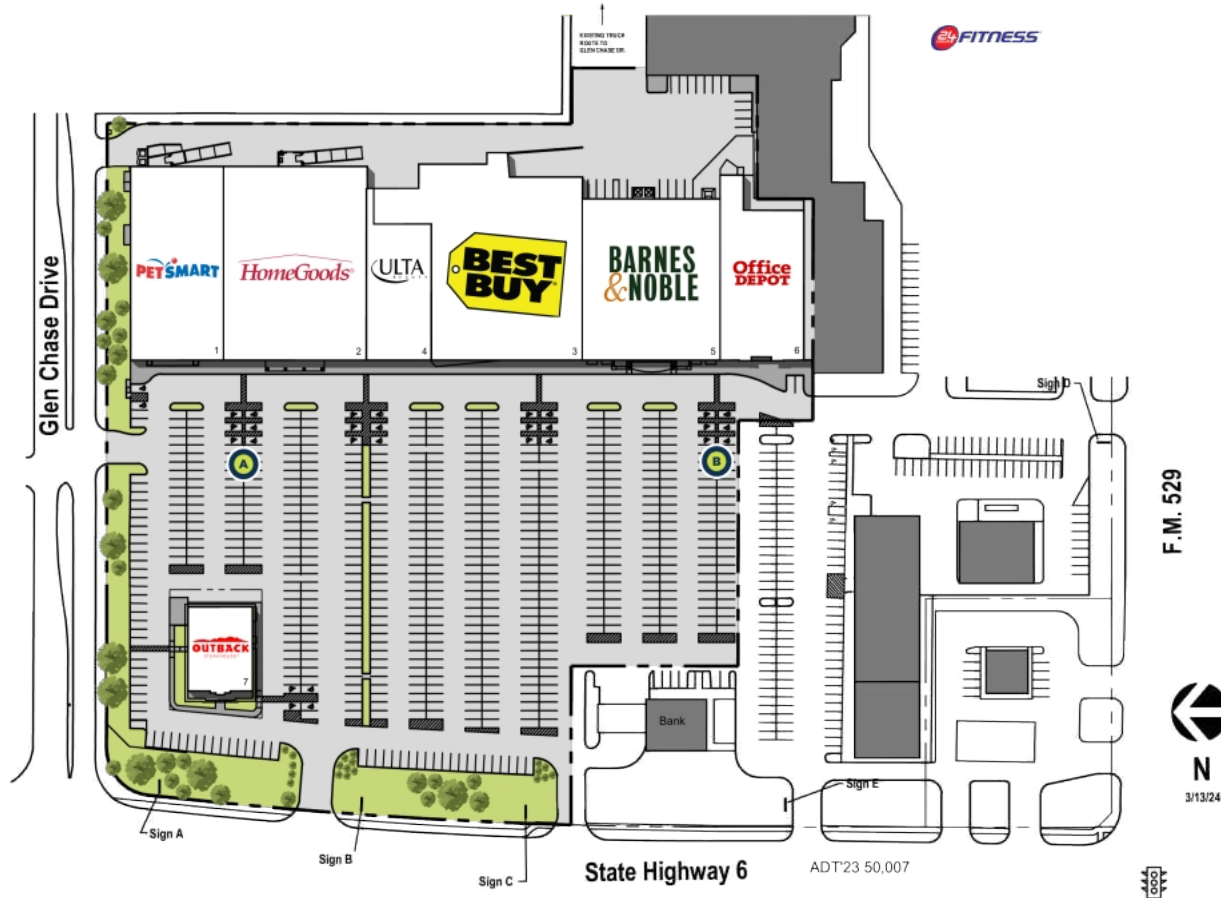 EXISTING TRUCK
ROUTE TO
GLEN CHASE DR.
24
FITNESS
Glen Chase Drive
PETSMART
1
HomeGoods
2
ULTA
BEAUTY
4
BEST
BUY
3
BARNES
&NOBLE
5
Office
DEPOT
6
Sign D
A
B
F.M. 529
OUTBACK
STEAKHOUSE
7
Bank
N
3/13/24
Sign E
Sign A
Sign B
Sign C
State Highway 6
ADT'23 50,007